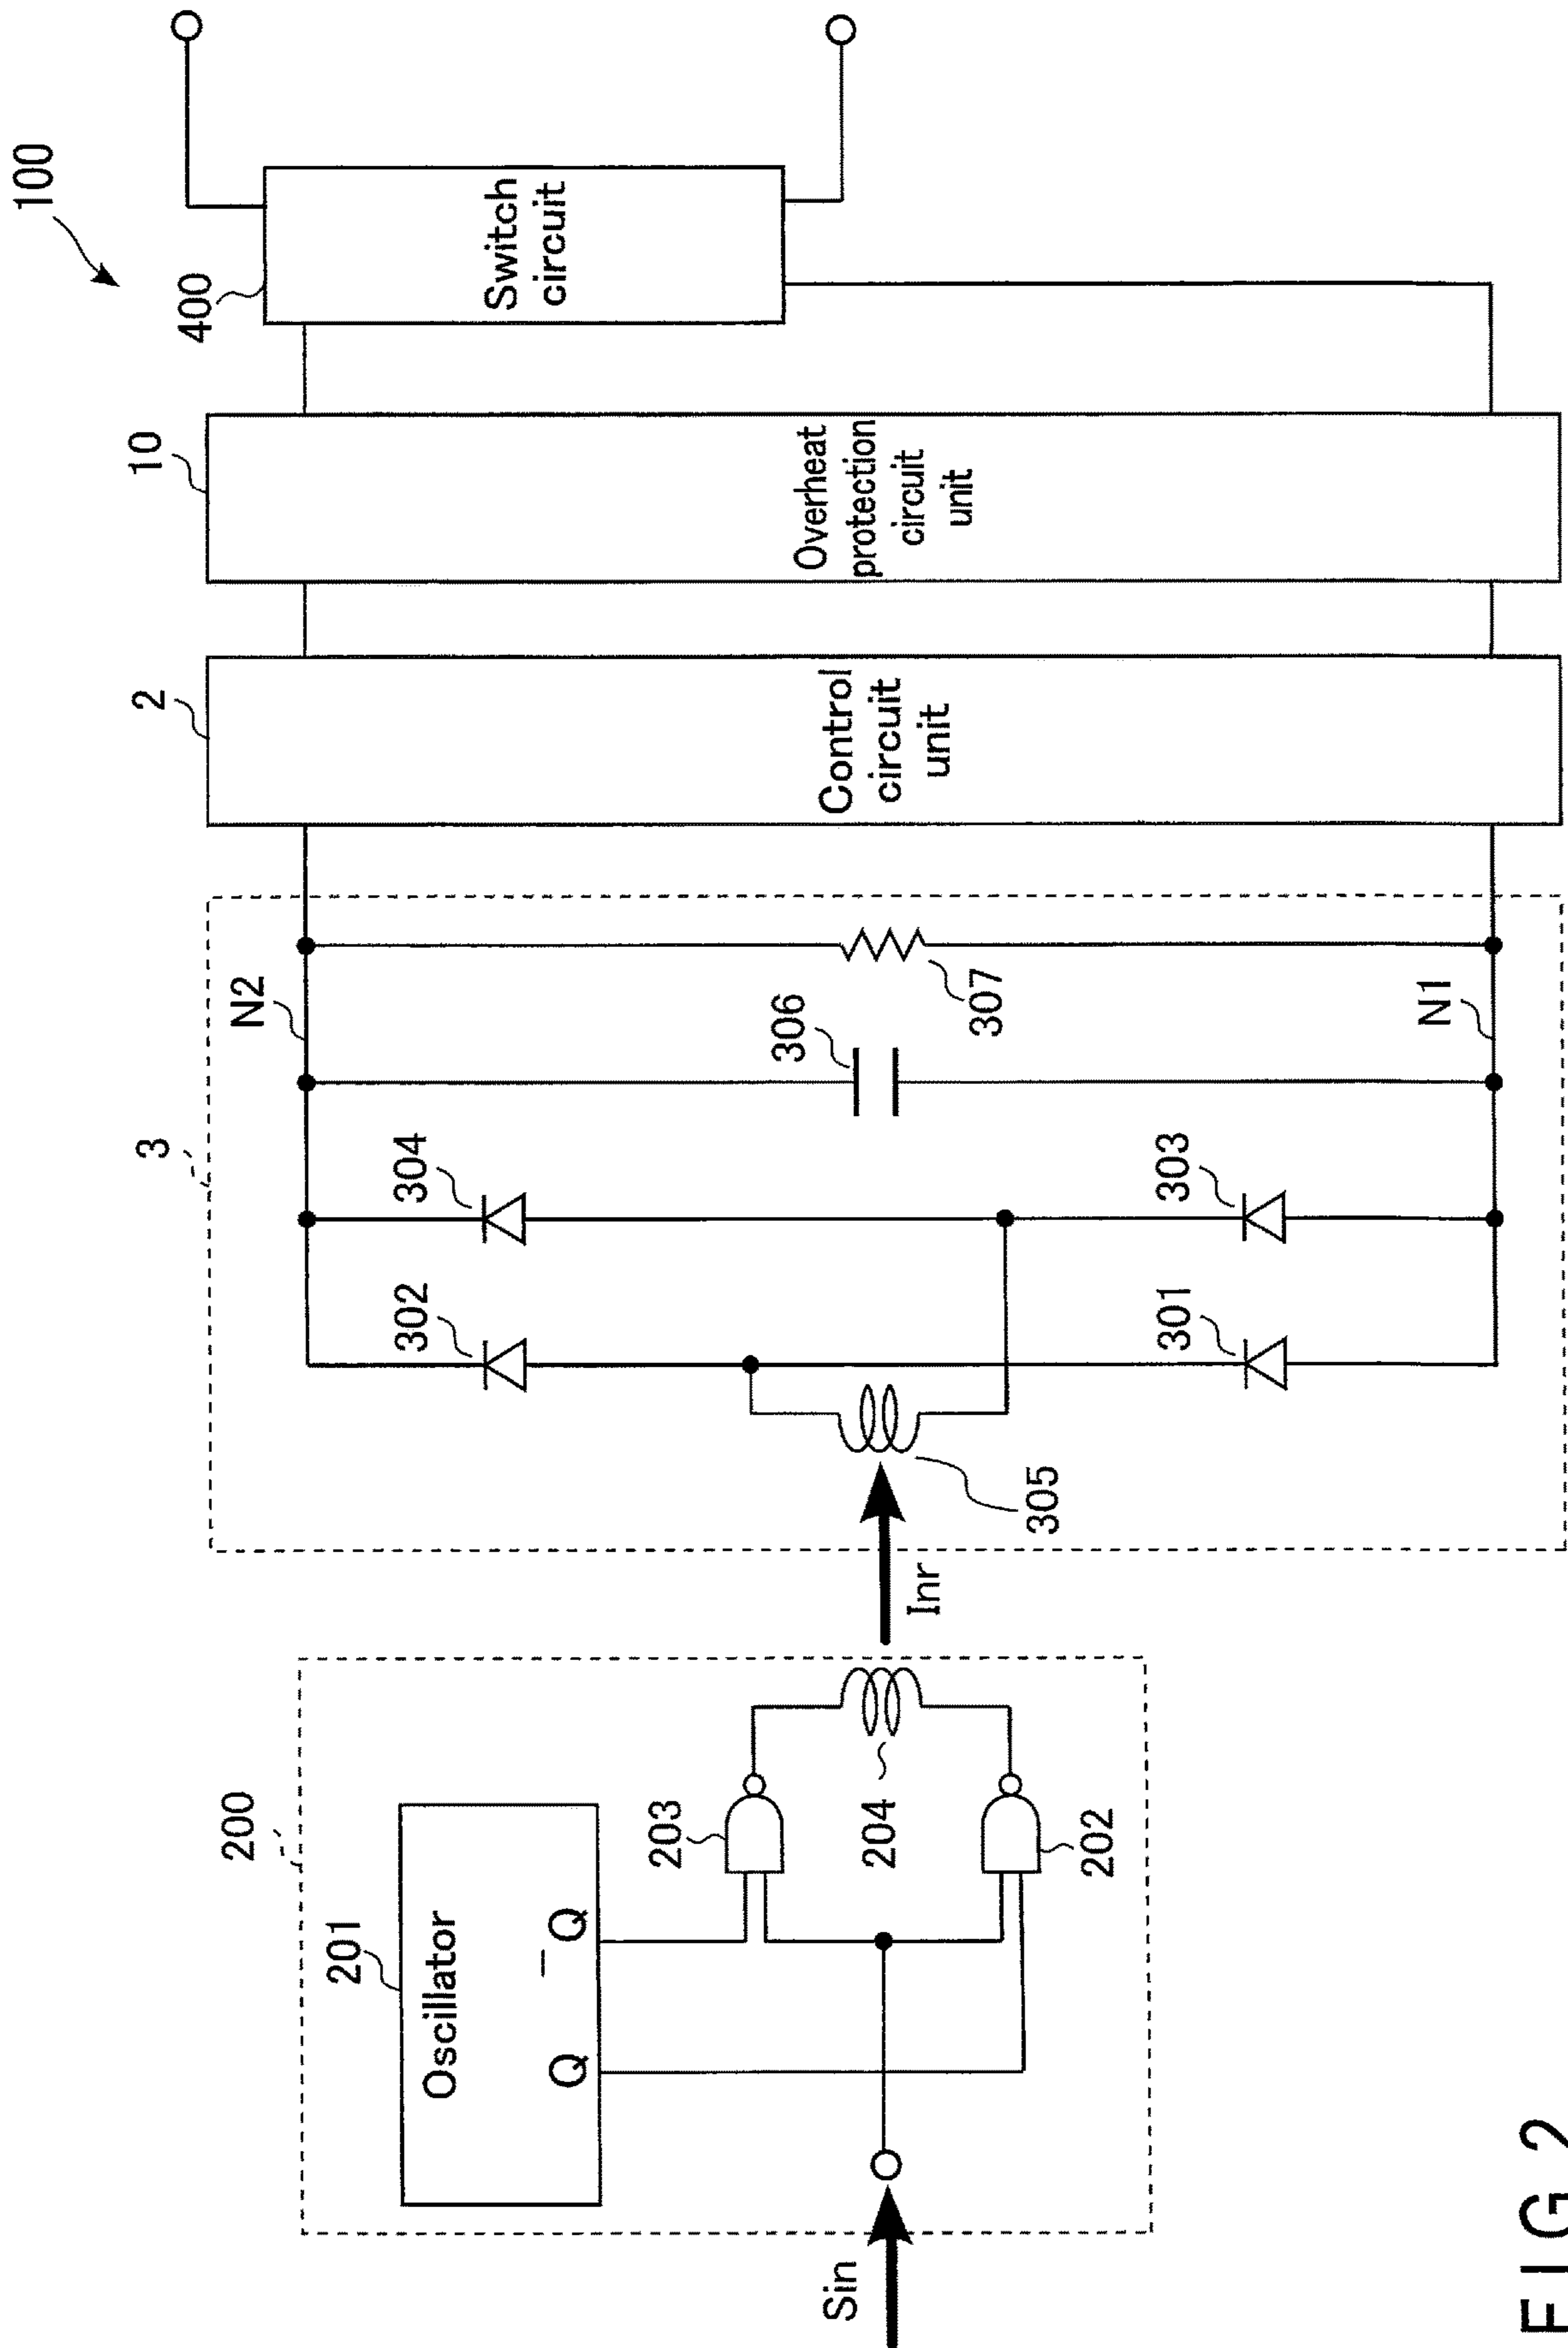 100
200
201
Oscillator
Q
Q̅
203
204
202
Sin
Inr
3
302
304
N2
306
307
305
301
303
N1
2
Control
circuit
unit
10
Overheat
protection
circuit
unit
400
Switch
circuit
FIG 2